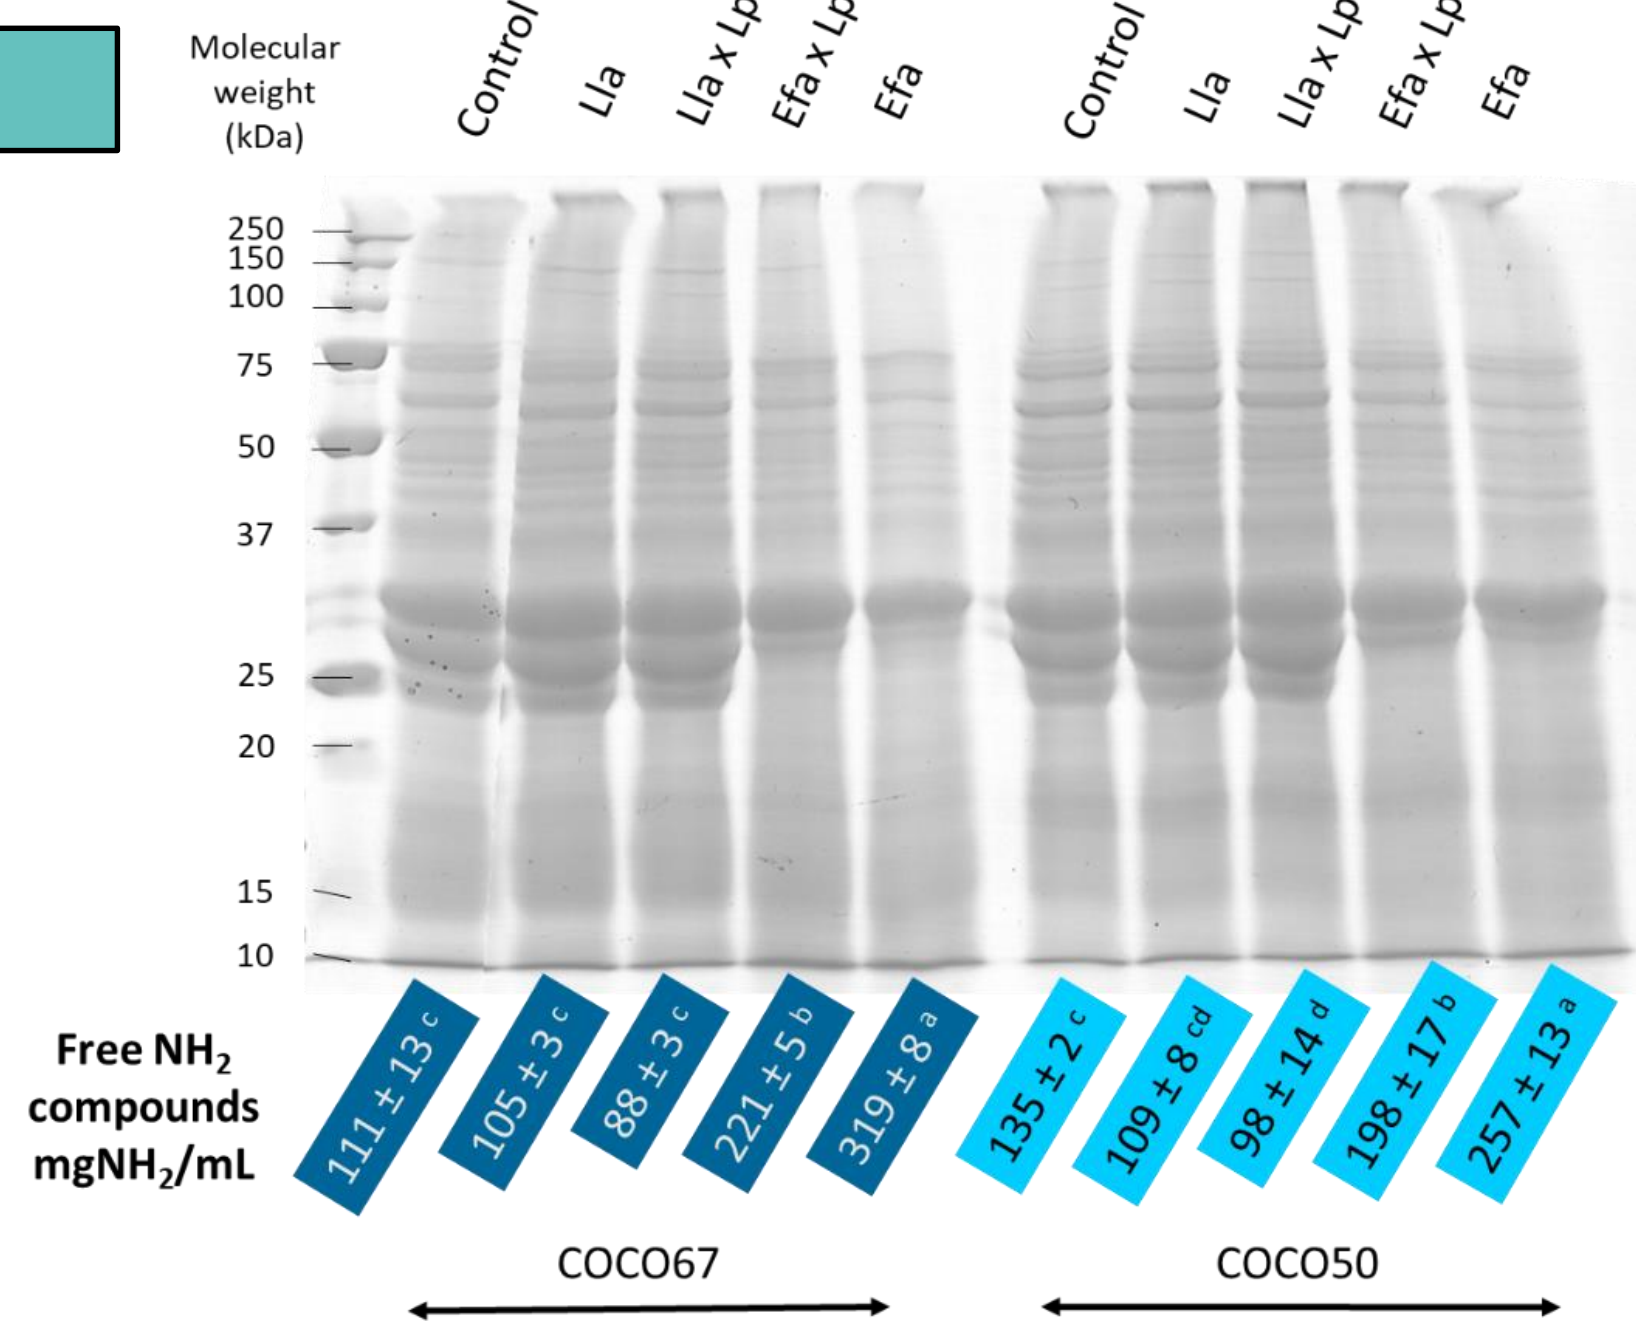 Molecular
weight
(kDa)
Control
Lla
Lla x Lp
Efa x Lp
Efa
Control
Lla
Lla x Lp
Efa x Lp
Efa
250
150
100
75
50
37
25
20
15
10
Free NH₂
compounds
mgNH₂/mL
111 ± 13 c
105 ± 3 c
88 ± 3 c
221 ± 5 b
319 ± 8 a
135 ± 2 c
109 ± 8 cd
98 ± 14 d
198 ± 17 b
257 ± 13 a
COCO67
COCO50